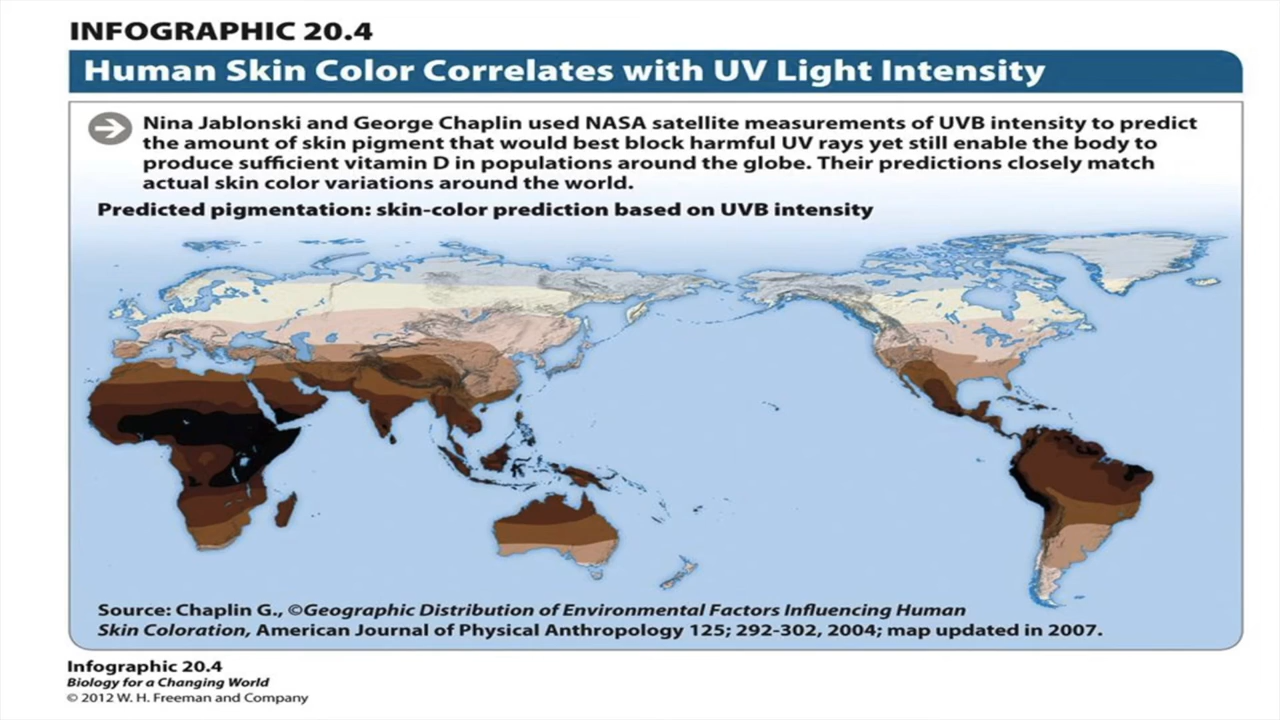 INFOGRAPHIC 20.4
Human Skin Color Correlates with UV Light Intensity
Nina Jablonski and George Chaplin used NASA satellite measurements of UVB intensity to predict
the amount of skin pigment that would best block harmful UV rays yet still enable the body to
produce sufficient vitamin D in populations around the globe. Their predictions closely match
actual skin color variations around the world.
Predicted pigmentation: skin-color prediction based on UVB intensity
Source: Chaplin G., ©Geographic Distribution of Environmental Factors Influencing Human
Skin Coloration, American Journal of Physical Anthropology 125; 292-302, 2004; map updated in 2007.
Infographic 20.4
Biology for a Changing World
© 2012 W. H. Freeman and Company